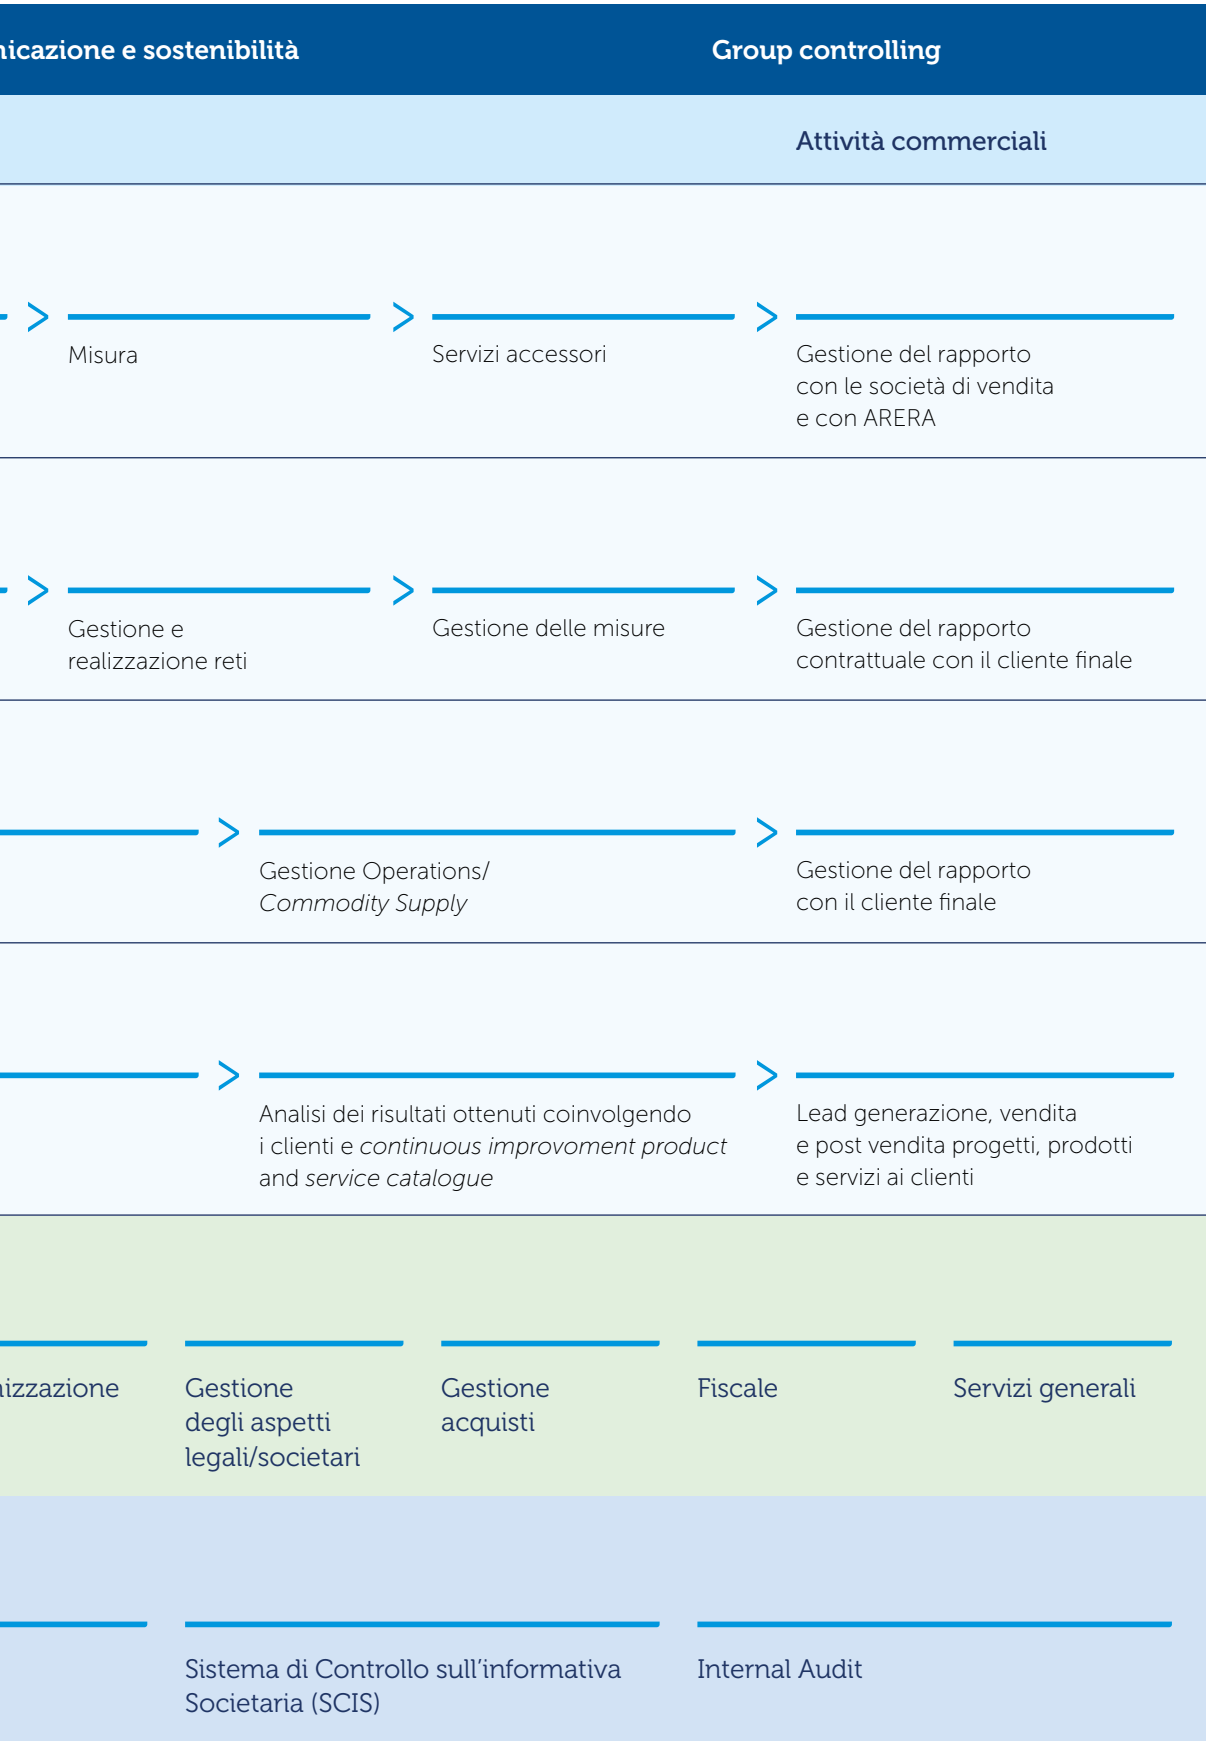 e sostenibilità
Group controlling
Attività commerciali
Misura
Servizi accessori
Gestione del rapporto
con le società di vendita
e con ARERA
Gestione e
realizzazione reti
Gestione delle misure
Gestione del rapporto
contrattuale con il cliente finale
Gestione Operations/
Commodity Supply
Gestione del rapporto
con il cliente finale
Analisi dei risultati ottenuti coinvolgendo
i clienti e continuous improvoment product
and service catalogue
Lead generazione, vendita
e post vendita progetti, prodotti
e servizi ai clienti
Gestione
degli aspetti
legali/societari
Gestione
acquisti
Fiscale
Servizi generali
Sistema di Controllo sull'informativa
Societaria (SCIS)
Internal Audit